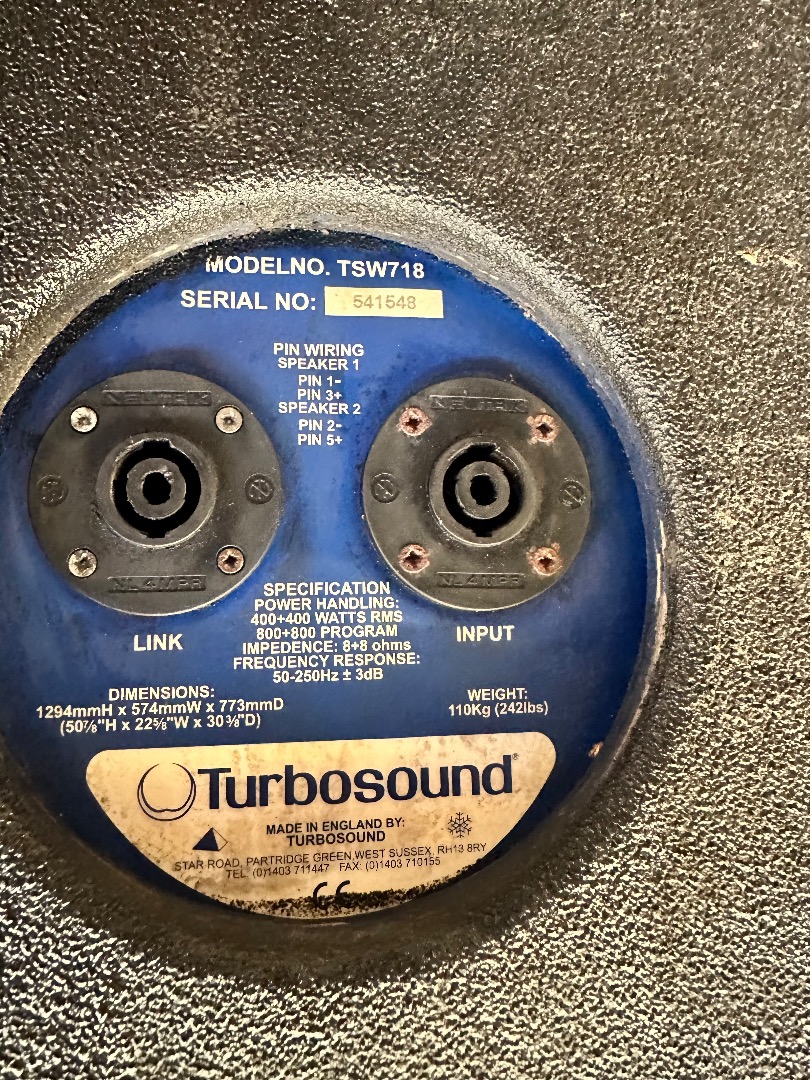 MODELNO. TSW718
SERIAL NO: 541548
PIN WIRING
SPEAKER 1
PIN 1-
PIN 3+
SPEAKER 2
PIN 2-
PIN 5+
NEUTRIK
NL4MPR
LINK
NEUTRIK
NL4MPR
INPUT
SPECIFICATION
POWER HANDLING:
400+400 WATTS RMS
800+800 PROGRAM
IMPEDENCE: 8+8 ohms
FREQUENCY RESPONSE:
50-250Hz ± 3dB
DIMENSIONS:
1294mmH x 574mmW x 773mmD
(50⅞"H x 22⅝"W x 30⅜"D)
WEIGHT:
110Kg (242lbs)
Turbosound®
MADE IN ENGLAND BY:
TURBOSOUND
STAR ROAD, PARTRIDGE GREEN, WEST SUSSEX, RH13 8RY
TEL: (0)1403 711447 FAX: (0)1403 710155
CE